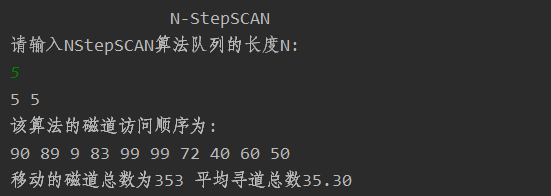 N-StepSCAN
请输入NStepSCAN算法队列的长度N:
5
5 5
该算法的磁道访问顺序为:
90 89 9 83 99 99 72 40 60 50
移动的磁道总数为353 平均寻道总数35.30